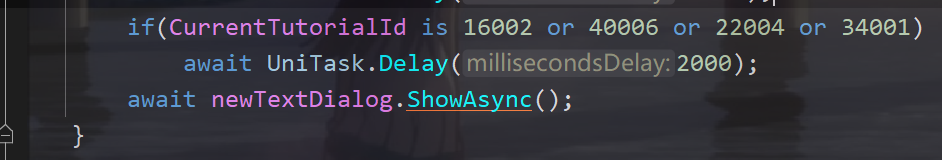 if(CurrentTutorialId is 16002 or 40006 or 22004 or 34001)
await UniTask.Delay( millisecondsDelay: 2000);
await newTextDialog.ShowAsync();
}